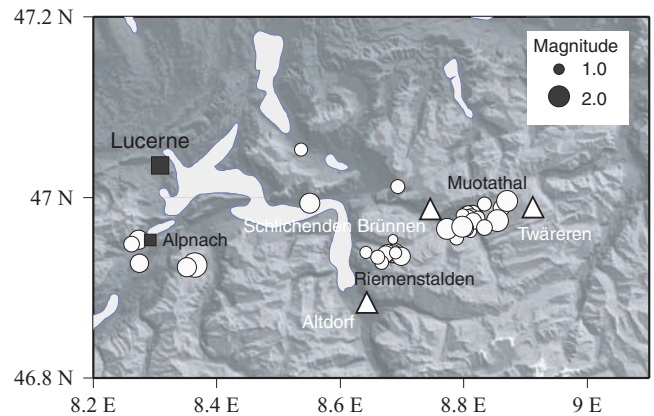 47.2 N
Magnitude
1.0
2.0
Lucerne
Muotathal
47 N
Schlichenden Brünnen
Twäreren
Alpnach
Riemenstalden
Altdorf
46.8 N
8.2 E 8.4 E 8.6 E 8.8 E 9 E